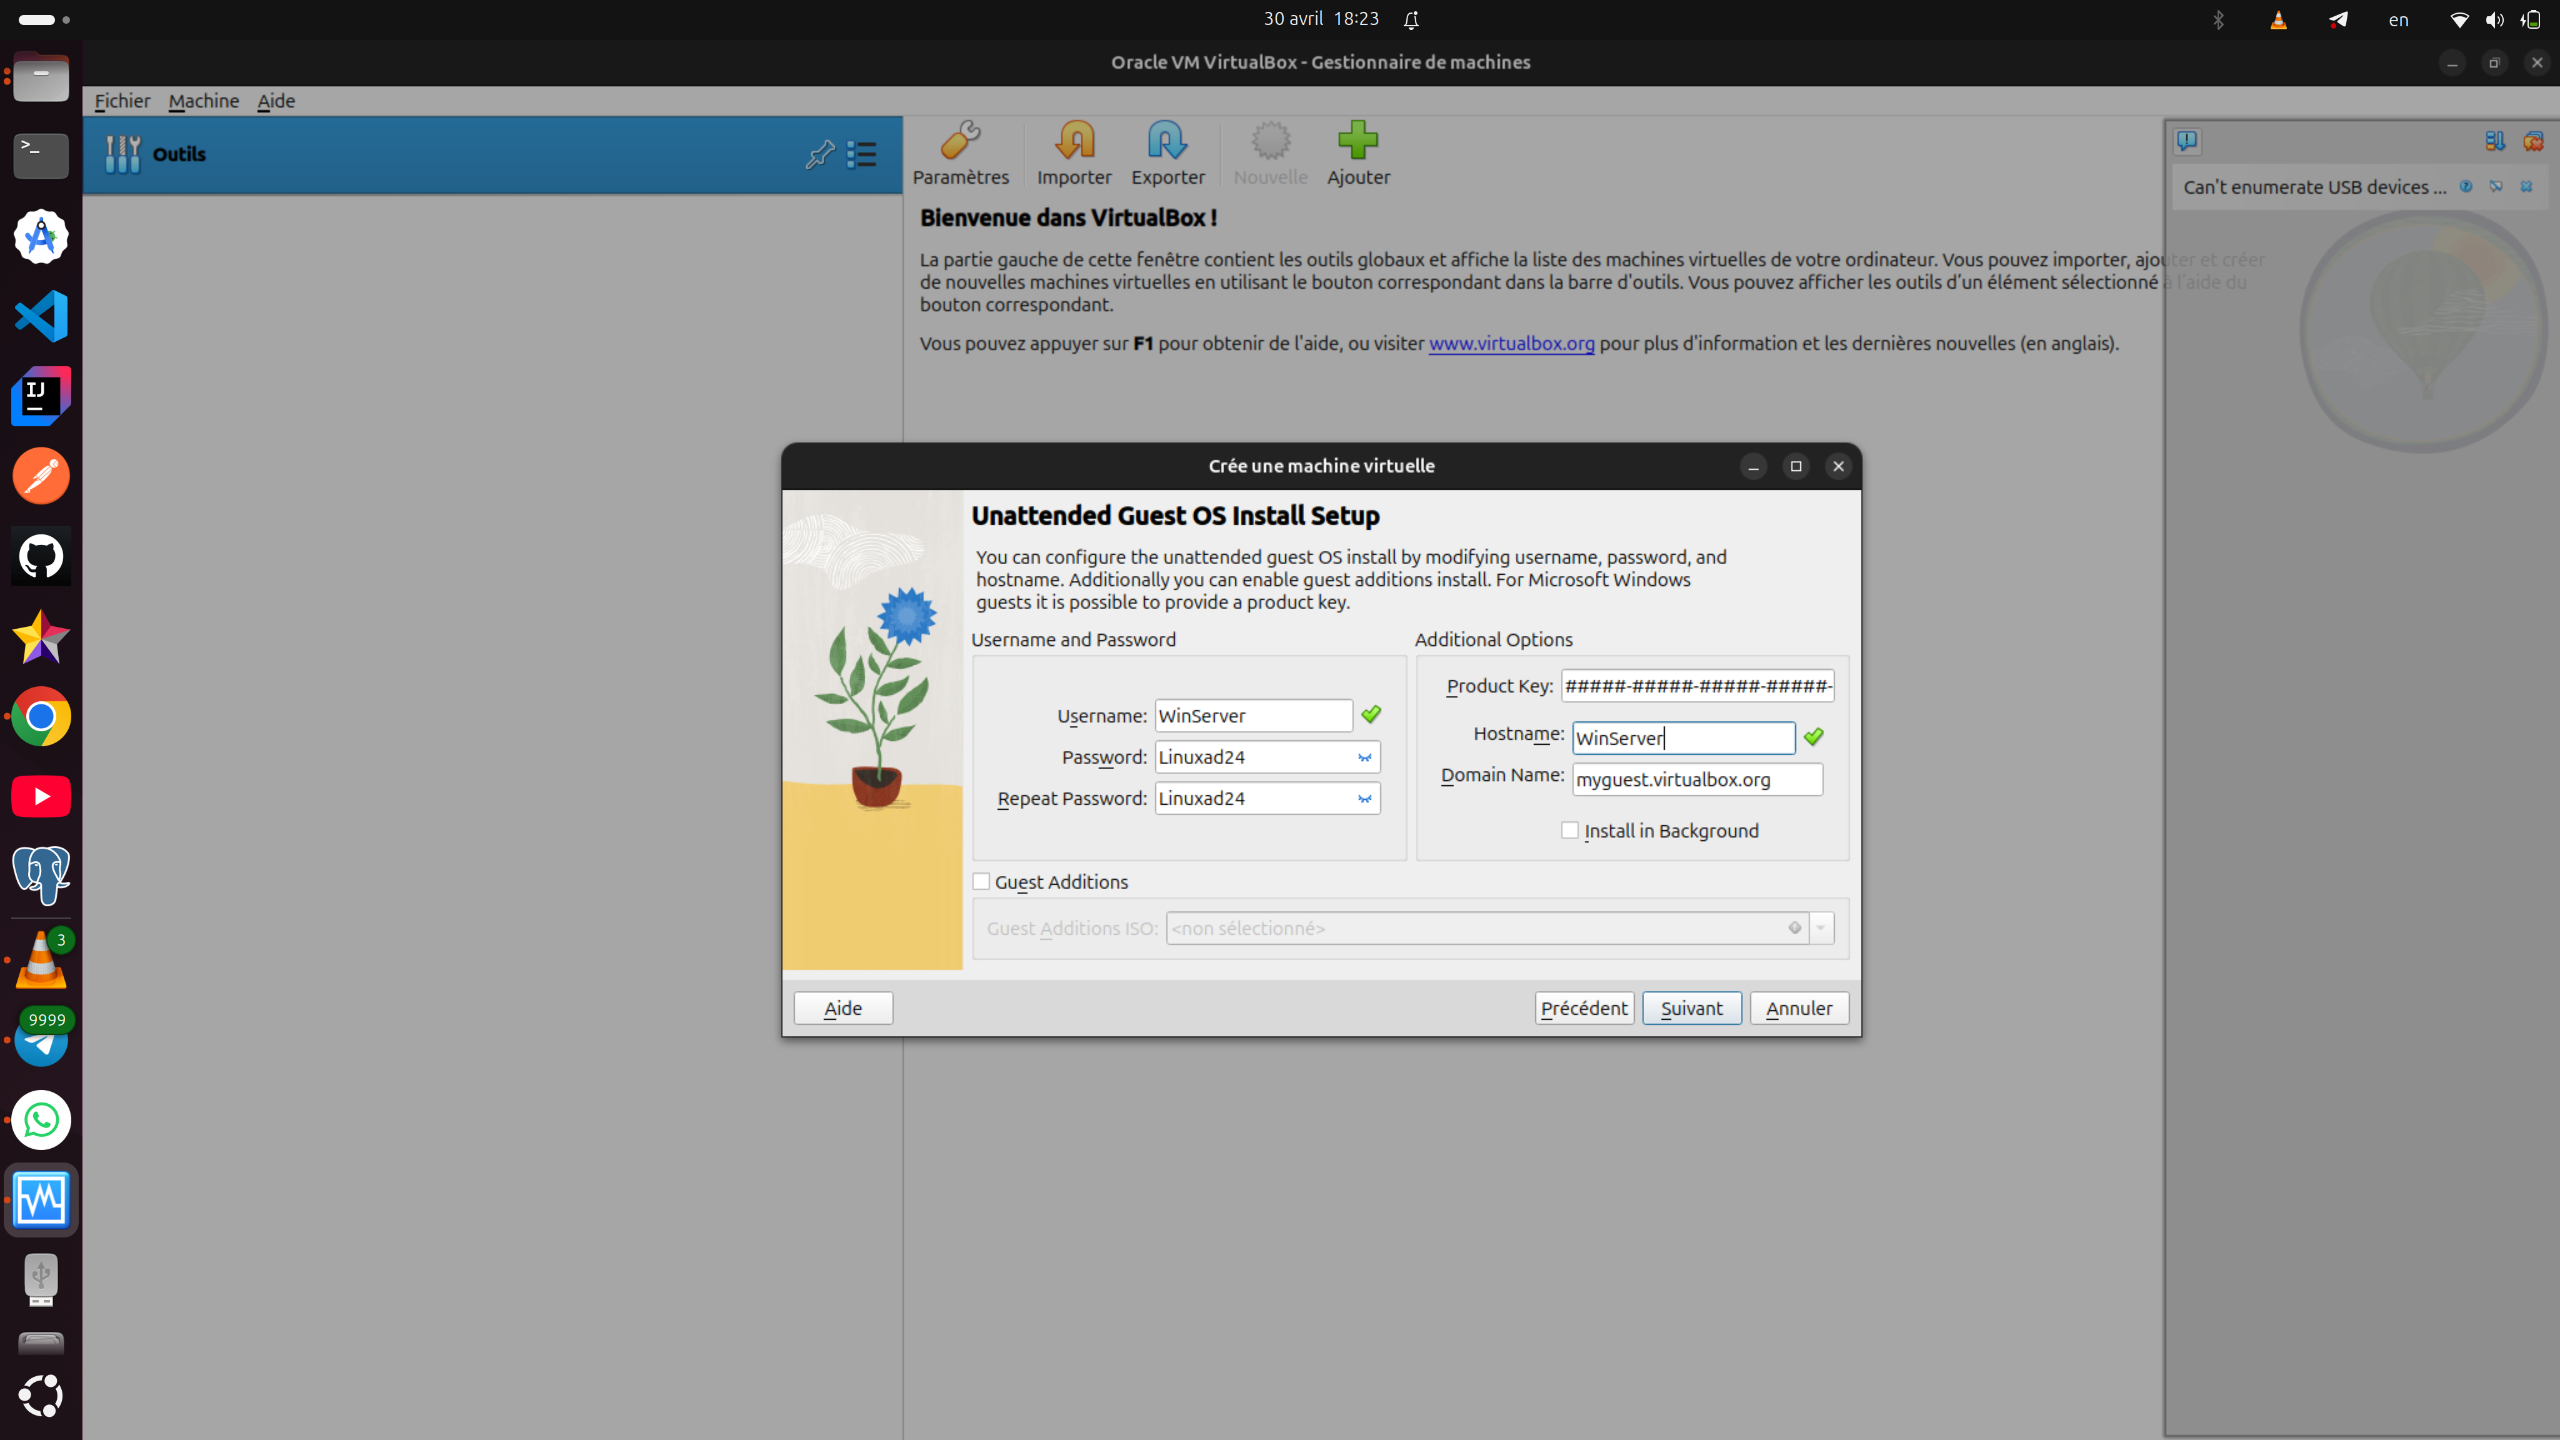 30 avril 18:23
en
Oracle VM VirtualBox - Gestionnaire de machines
Fichier Machine Aide
Outils
Paramètres Importer Exporter Nouvelle Ajouter
Can't enumerate USB devices ...
Bienvenue dans VirtualBox !
La partie gauche de cette fenêtre contient les outils globaux et affiche la liste des machines virtuelles de votre ordinateur. Vous pouvez importer, ajouter et créer
de nouvelles machines virtuelles en utilisant le bouton correspondant dans la barre d'outils. Vous pouvez afficher les outils d'un élément sélectionné à l'aide du
bouton correspondant.
Vous pouvez appuyer sur F1 pour obtenir de l'aide, ou visiter www.virtualbox.org pour plus d'information et les dernières nouvelles (en anglais).
Crée une machine virtuelle
Unattended Guest OS Install Setup
You can configure the unattended guest OS install by modifying username, password, and
hostname. Additionally you can enable guest additions install. For Microsoft Windows
guests it is possible to provide a product key.
Username and Password
Username: WinServer
Password: Linuxad24
Repeat Password: Linuxad24
Additional Options
Product Key: #####-#####-#####-#####-
Hostname: WinServer
Domain Name: myguest.virtualbox.org
Install in Background
Guest Additions
Guest Additions ISO: <non sélectionné>
Aide Précédent Suivant Annuler
>_
IJ
3
9999